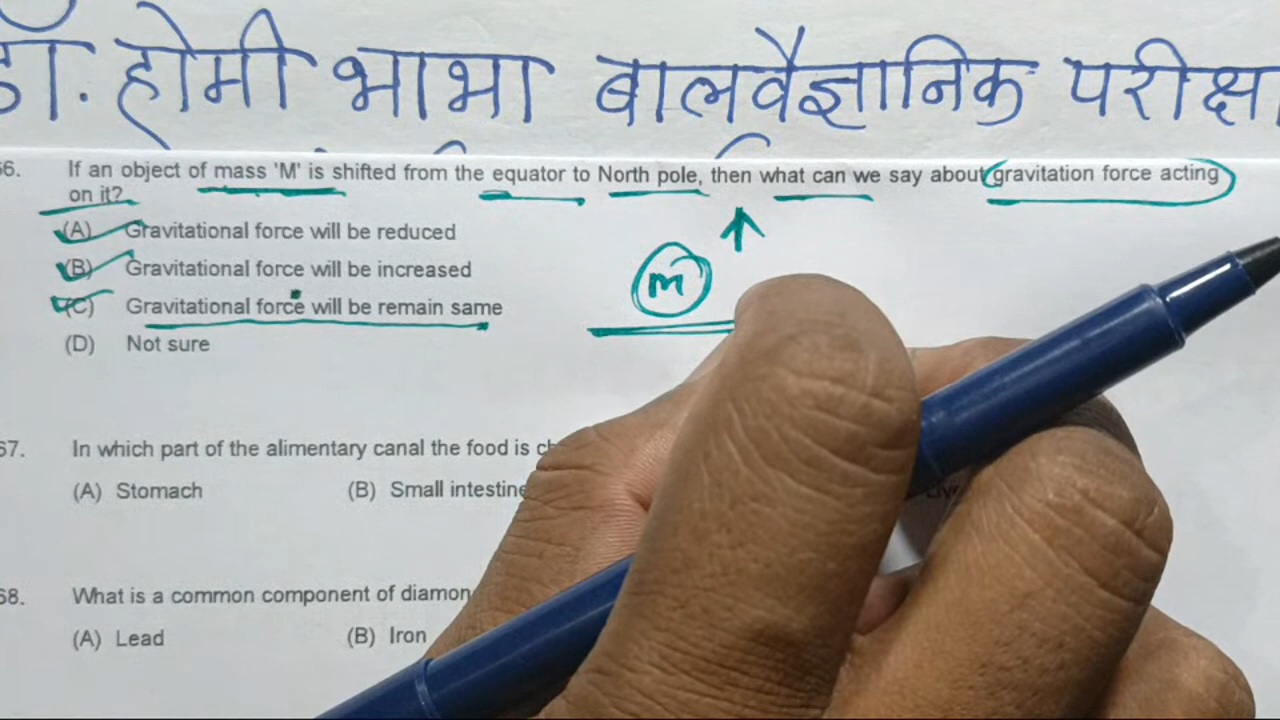 डॉ. होमी भाभा बालवैज्ञानिक परीक्षा
66. If an object of mass 'M' is shifted from the equator to North pole, then what can we say about gravitation force acting
on it?
(A) Gravitational force will be reduced
(B) Gravitational force will be increased
(C) Gravitational force will be remain same
(D) Not sure
M
67. In which part of the alimentary canal the food is
(A) Stomach (B) Small intestine
68. What is a common component of
(A) Lead (B) Iron